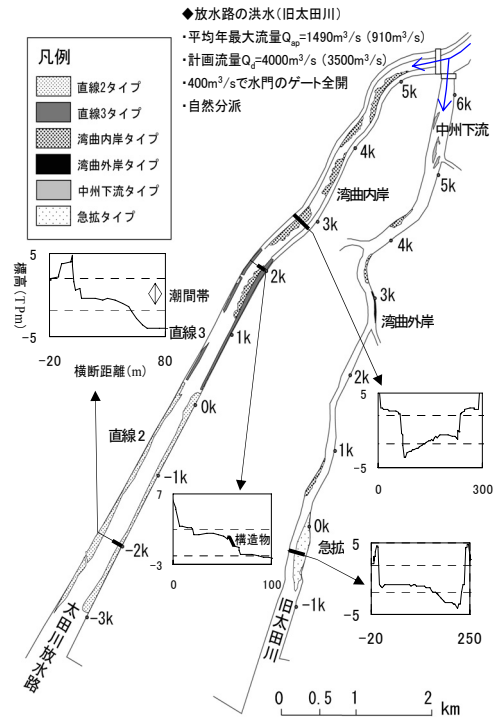 ◆放水路の洪水（旧太田川）
・平均年最大流量Qap=1490m³/s（910m³/s）
・計画流量Qd=4000m³/s（3500m³/s）
・400m³/sで水門のゲート全開
・自然分派
凡例
直線2タイプ
直線3タイプ
湾曲内岸タイプ
湾曲外岸タイプ
中州下流タイプ
急拡タイプ
5k
6k
中州下流
4k
5k
湾曲内岸
3k
4k
5
標高（T.Pm）
潮間帯
-5
直線3
-20
80
横断距離(m)
2k
3k
湾曲外岸
1k
2k
0k
直線2
5
-5
0
300
1k
-1k
7
構造物
-3
0
100
0k
急拡
-2k
5
-5
-20
250
-3k
-1k
太田川放水路
旧太田川
0 0.5 1 2 km